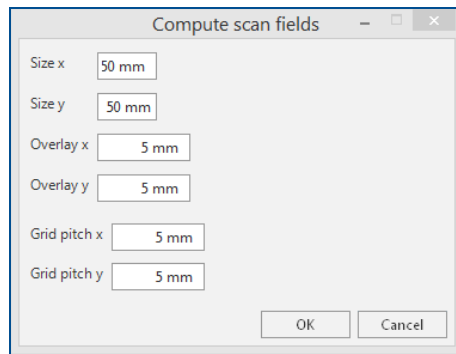 Compute scan fields
Size x 50 mm
Size y 50 mm
Overlay x 5 mm
Overlay y 5 mm
Grid pitch x 5 mm
Grid pitch y 5 mm
OK Cancel